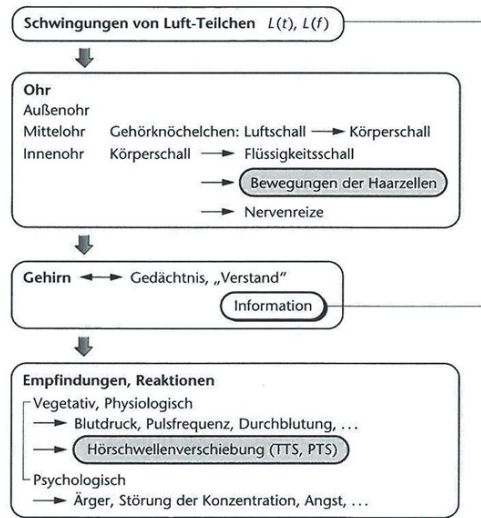 Schwingungen von Luft-Teilchen L(t), L(f)
Ohr
Außenohr
Mittelohr Gehörknöchelchen: Luftschall → Körperschall
Innenohr Körperschall → Flüssigkeitsschall
→ Bewegungen der Haarzellen
→ Nervenreize
Gehirn ↔ Gedächtnis, „Verstand"
Information
Empfindungen, Reaktionen
Vegetativ, Physiologisch
→ Blutdruck, Pulsfrequenz, Durchblutung, ...
→ Hörschwellenverschiebung (TTS, PTS)
Psychologisch
→ Ärger, Störung der Konzentration, Angst, ...